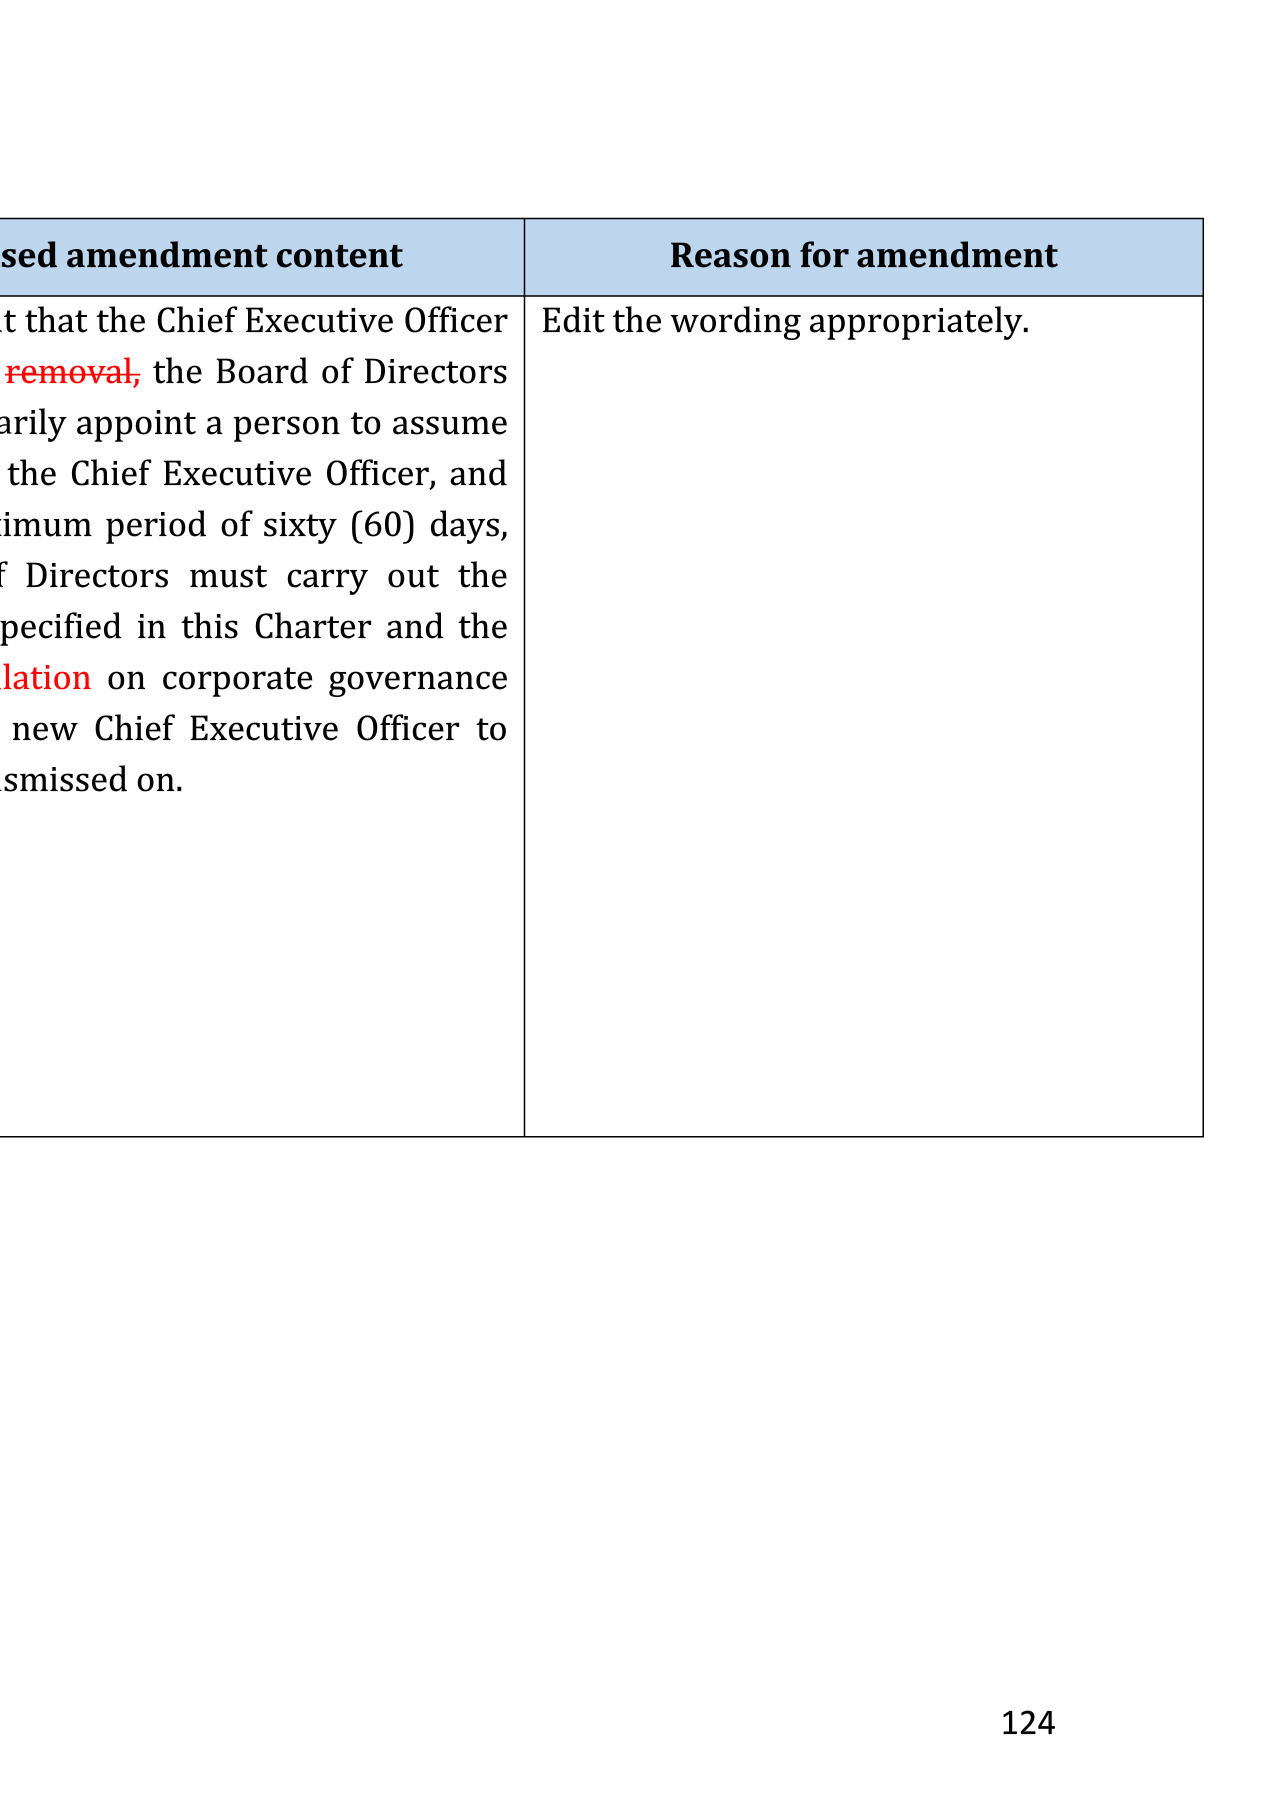 sed amendment content Reason for amendment
t that the Chief Executive Officer Edit the wording appropriately.
removal, the Board of Directors
arily appoint a person to assume
the Chief Executive Officer, and
imum period of sixty (60) days,
f Directors must carry out the
pecified in this Charter and the
lation on corporate governance
new Chief Executive Officer to
smissed on.
124